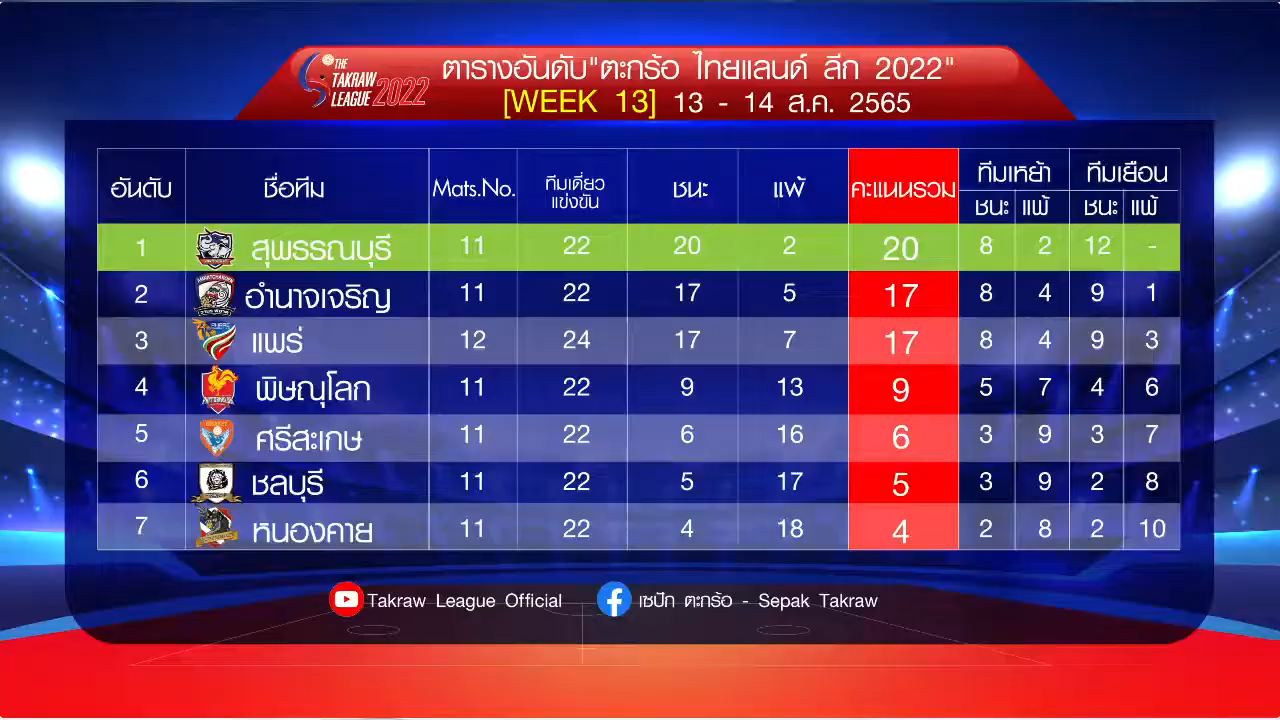 THE
TAKRAW
LEAGUE 2022
ตารางอันดับ"ตะกร้อ ไทยแลนด์ ลีก 2022"
[WEEK 13] 13 - 14 ส.ค. 2565
อันดับ ชื่อทีม Mats.No. ทีมเดี่ยว แข่งขัน ชนะ แพ้ คะแนนรวม ทีมเหย้า ทีมเยือน
ชนะ แพ้ ชนะ แพ้
1 สุพรรณบุรี 11 22 20 2 20 8 2 12 -
2 อำนาจเจริญ 11 22 17 5 17 8 4 9 1
3 แพร่ 12 24 17 7 17 8 4 9 3
4 พิษณุโลก 11 22 9 13 9 5 7 4 6
5 ศรีสะเกษ 11 22 6 16 6 3 9 3 7
6 ชลบุรี 11 22 5 17 5 3 9 2 8
7 หนองคาย 11 22 4 18 4 2 8 2 10
Takraw League Official เซปัก ตะกร้อ - Sepak Takraw